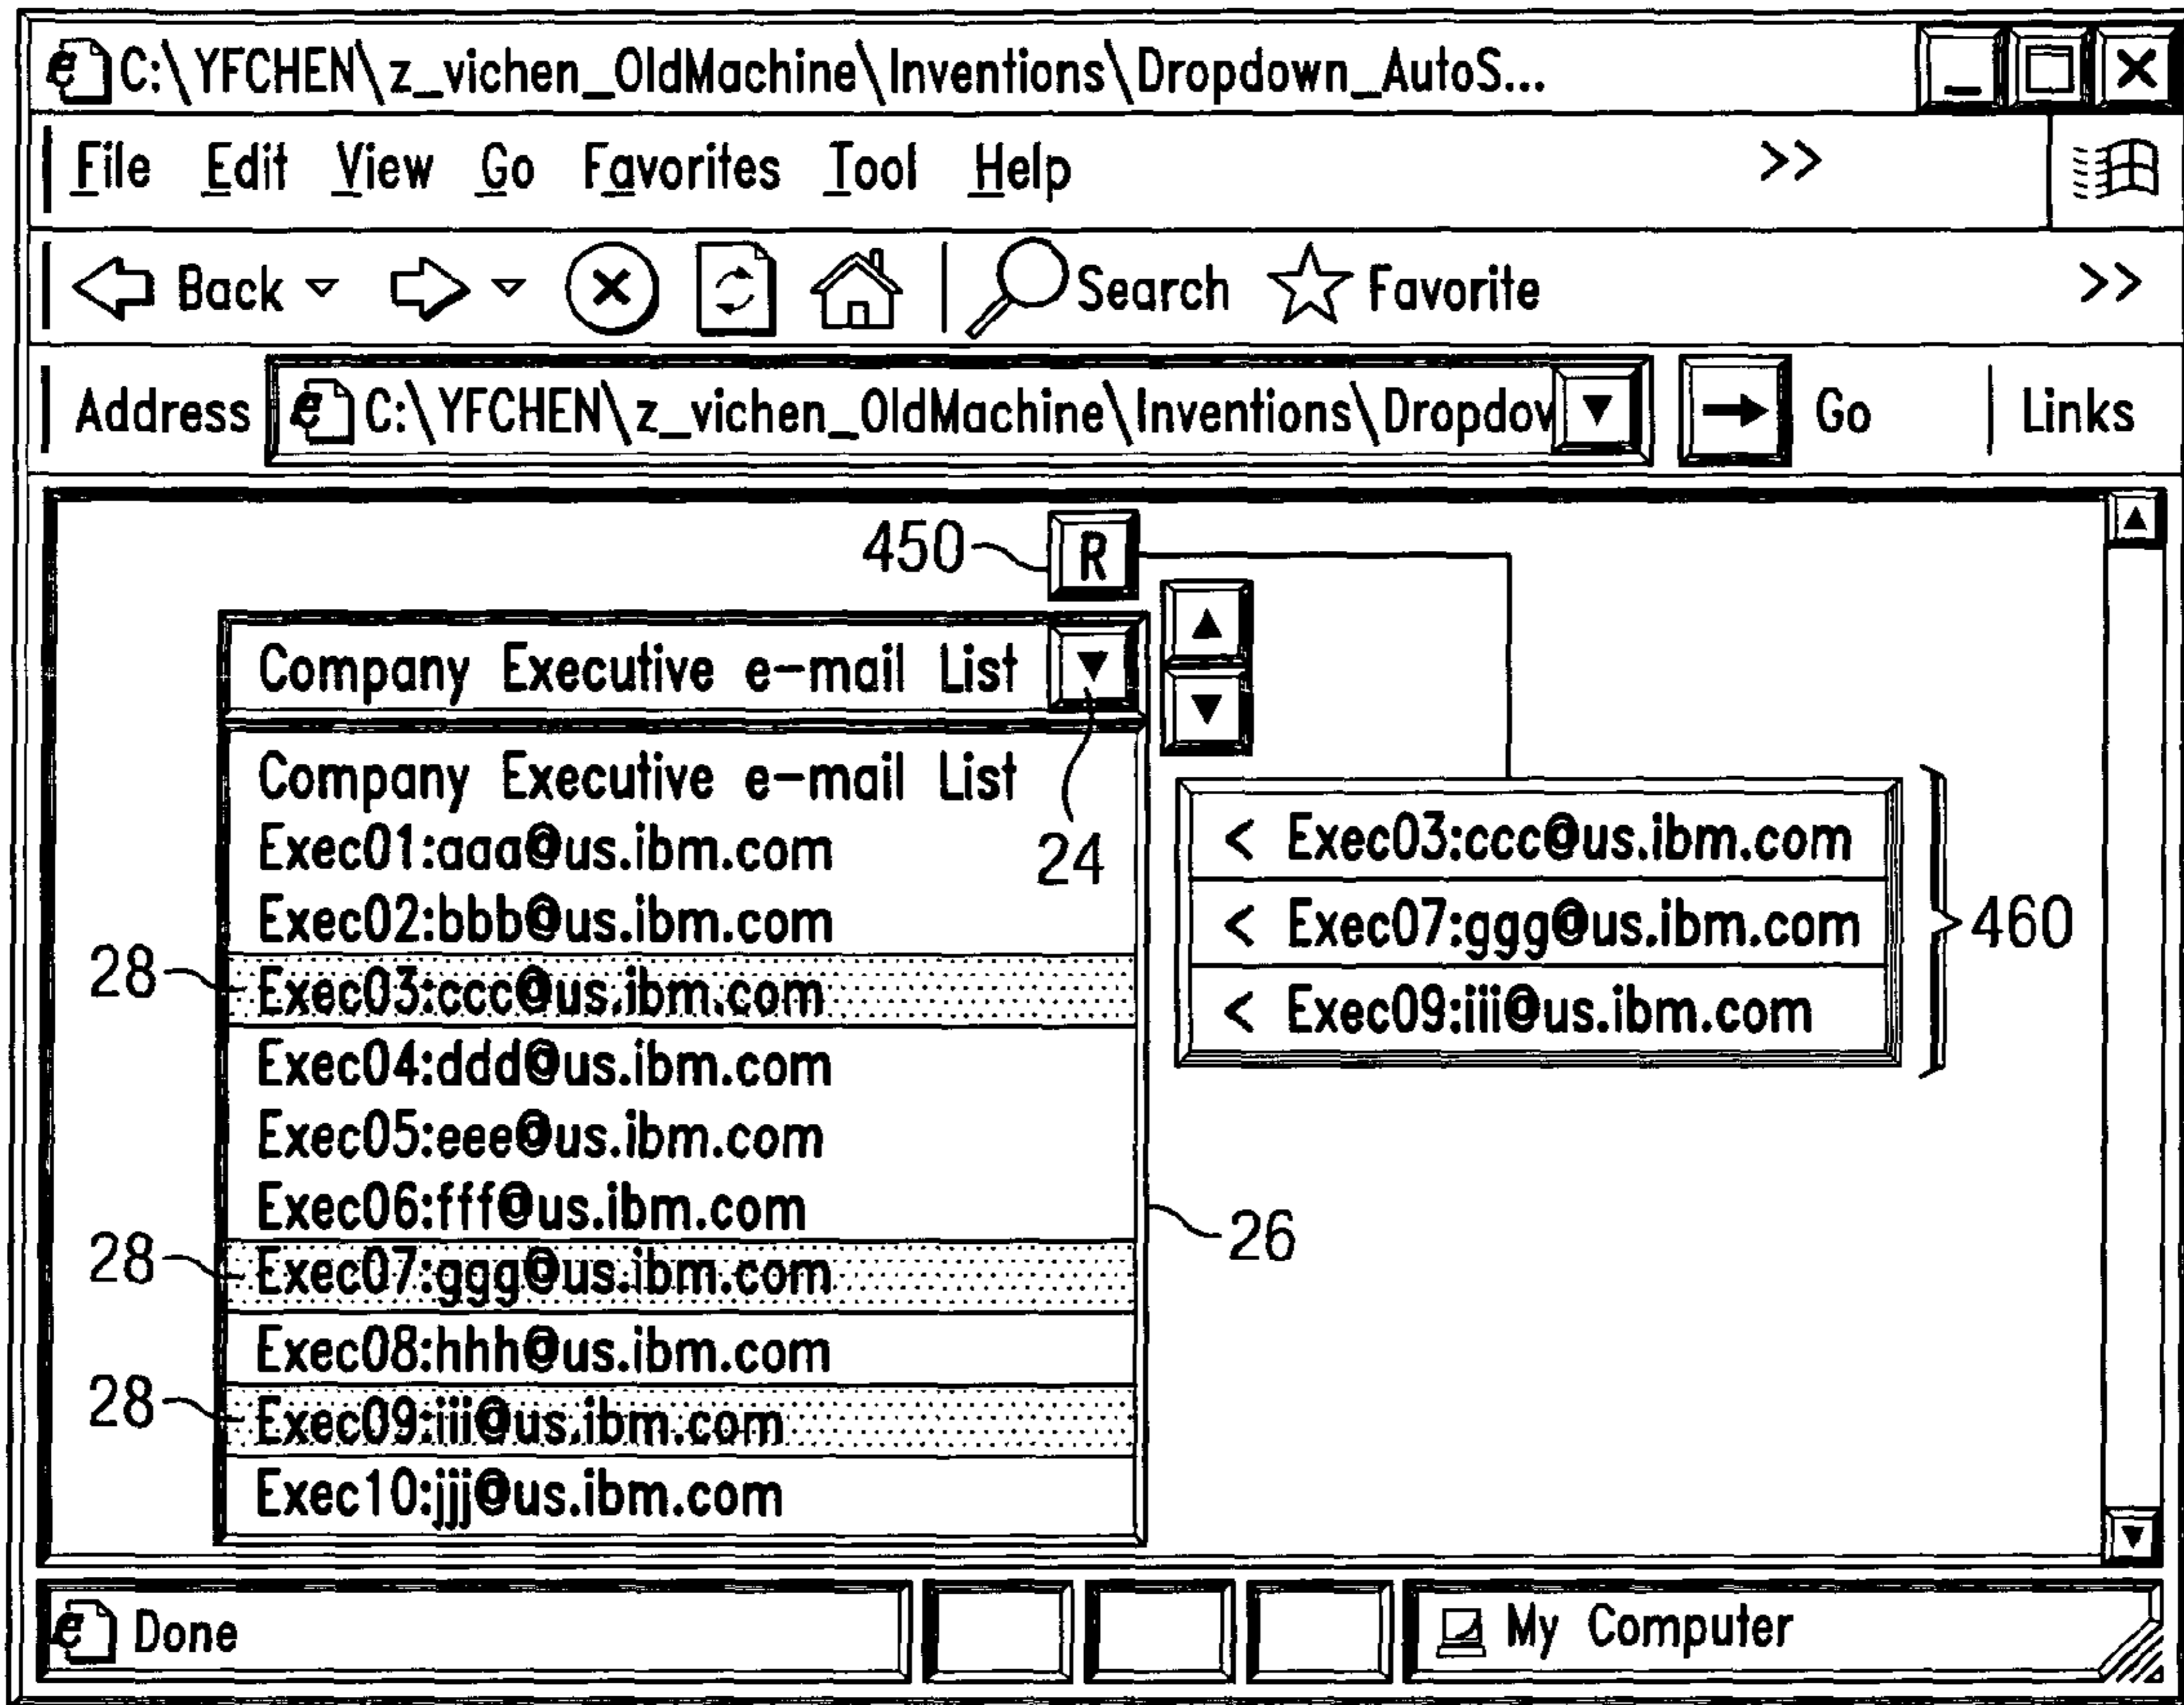 C:\YFCHEN\z_vichen_OldMachine\Inventions\Dropdown_AutoS...
File Edit View Go Favorites Tool Help >>
Back Search Favorite >>
Address C:\YFCHEN\z_vichen_OldMachine\Inventions\Dropdov Go Links
450 R
Company Executive e-mail List
Company Executive e-mail List
24
Exec01:aaa@us.ibm.com
Exec02:bbb@us.ibm.com
28 Exec03:ccc@us.ibm.com
Exec04:ddd@us.ibm.com
Exec05:eee@us.ibm.com
Exec06:fff@us.ibm.com
26
28 Exec07:ggg@us.ibm.com
Exec08:hhh@us.ibm.com
28 Exec09:iii@us.ibm.com
Exec10:jjj@us.ibm.com
< Exec03:ccc@us.ibm.com
< Exec07:ggg@us.ibm.com
< Exec09:iii@us.ibm.com
460
Done My Computer